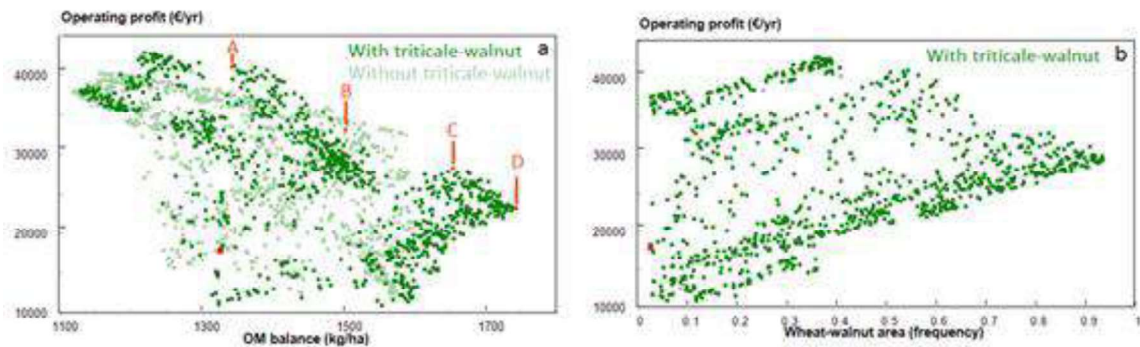 Operating profit (€/yr)
A
a
With triticale-walnut
Without triticale-walnut
B
C
D
40000
30000
20000
10000
1100
1300
1500
1700
OM balance (kg/ha)
Operating profit (€/yr)
With triticale-walnut
b
40000
30000
20000
10000
0
0.1
0.2
0.3
0.4
0.5
0.6
0.7
0.8
0.9
1
Wheat-walnut area (frequency)